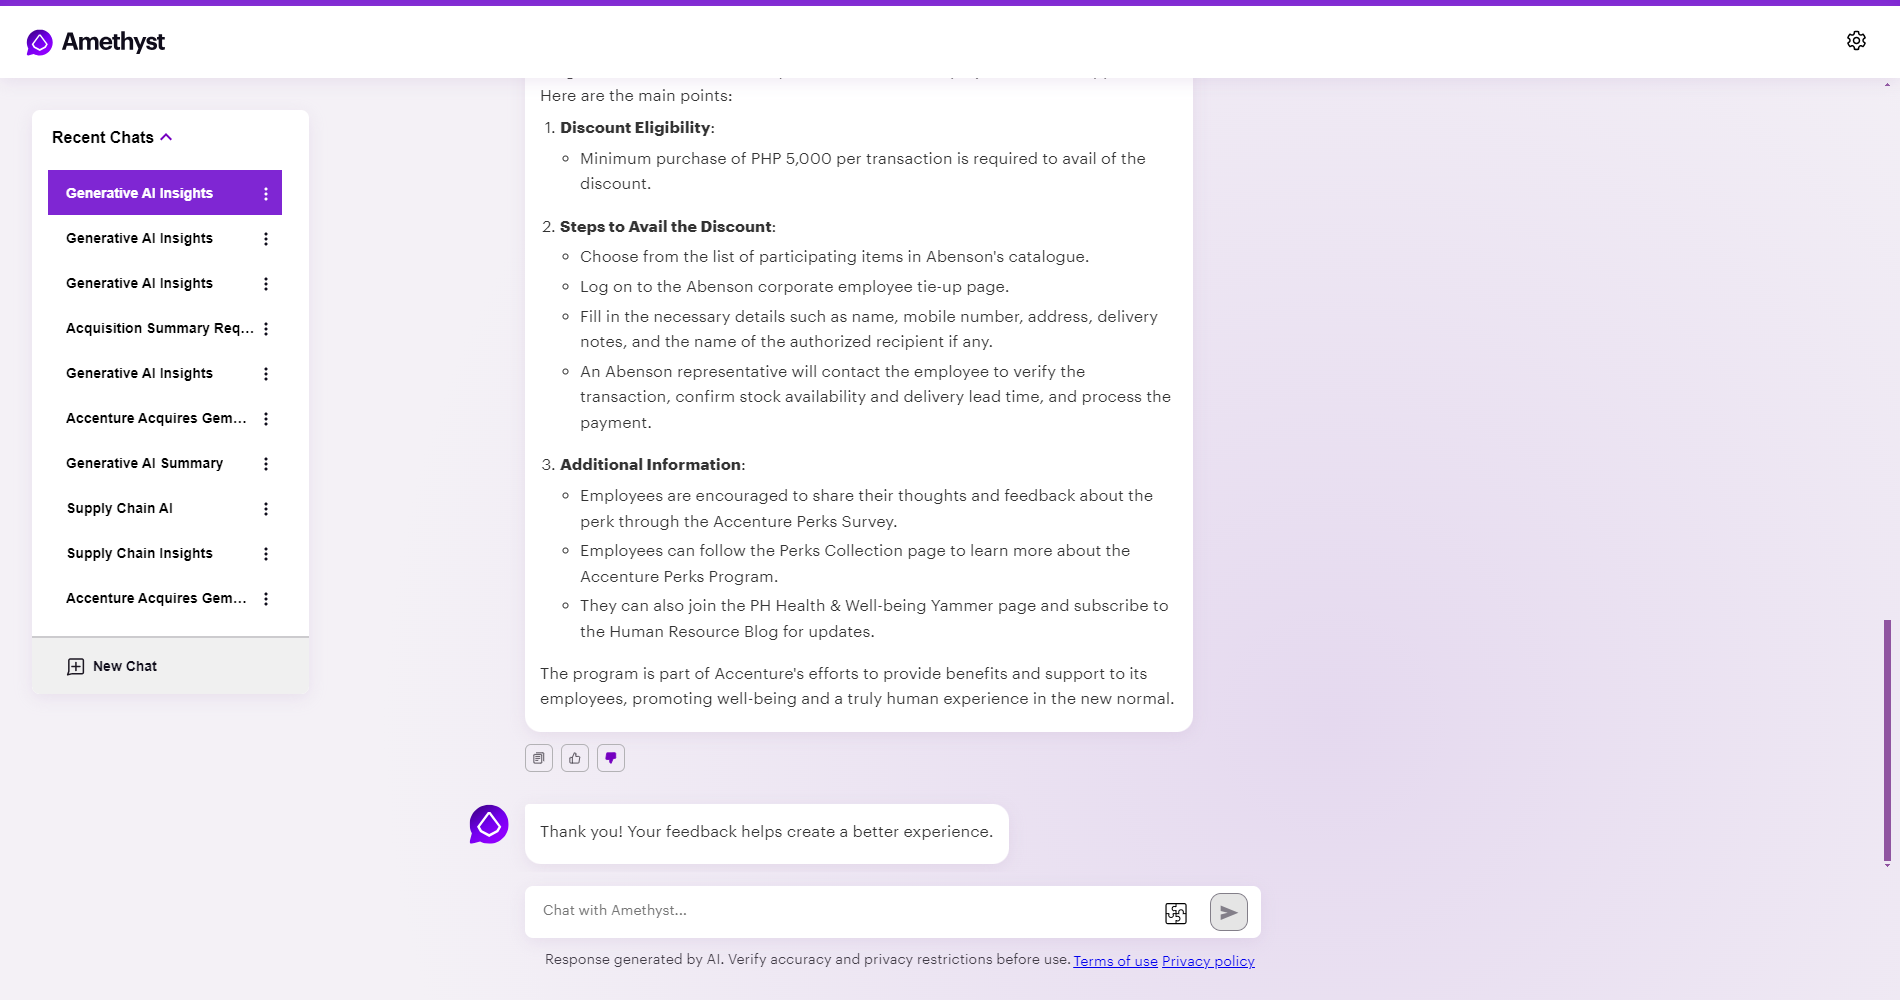 Amethyst
Recent Chats
Generative AI Insights
Generative AI Insights
Generative AI Insights
Acquisition Summary Req...
Generative AI Insights
Accenture Acquires Gem...
Generative AI Summary
Supply Chain AI
Supply Chain Insights
Accenture Acquires Gem...
New Chat
Here are the main points:
1. Discount Eligibility:
Minimum purchase of PHP 5,000 per transaction is required to avail of the
discount.
2. Steps to Avail the Discount:
Choose from the list of participating items in Abenson's catalogue.
Log on to the Abenson corporate employee tie-up page.
Fill in the necessary details such as name, mobile number, address, delivery
notes, and the name of the authorized recipient if any.
An Abenson representative will contact the employee to verify the
transaction, confirm stock availability and delivery lead time, and process the
payment.
3. Additional Information:
Employees are encouraged to share their thoughts and feedback about the
perk through the Accenture Perks Survey.
Employees can follow the Perks Collection page to learn more about the
Accenture Perks Program.
They can also join the PH Health & Well-being Yammer page and subscribe to
the Human Resource Blog for updates.
The program is part of Accenture's efforts to provide benefits and support to its
employees, promoting well-being and a truly human experience in the new normal.
Thank you! Your feedback helps create a better experience.
Chat with Amethyst...
Response generated by AI. Verify accuracy and privacy restrictions before use. Terms of use Privacy policy